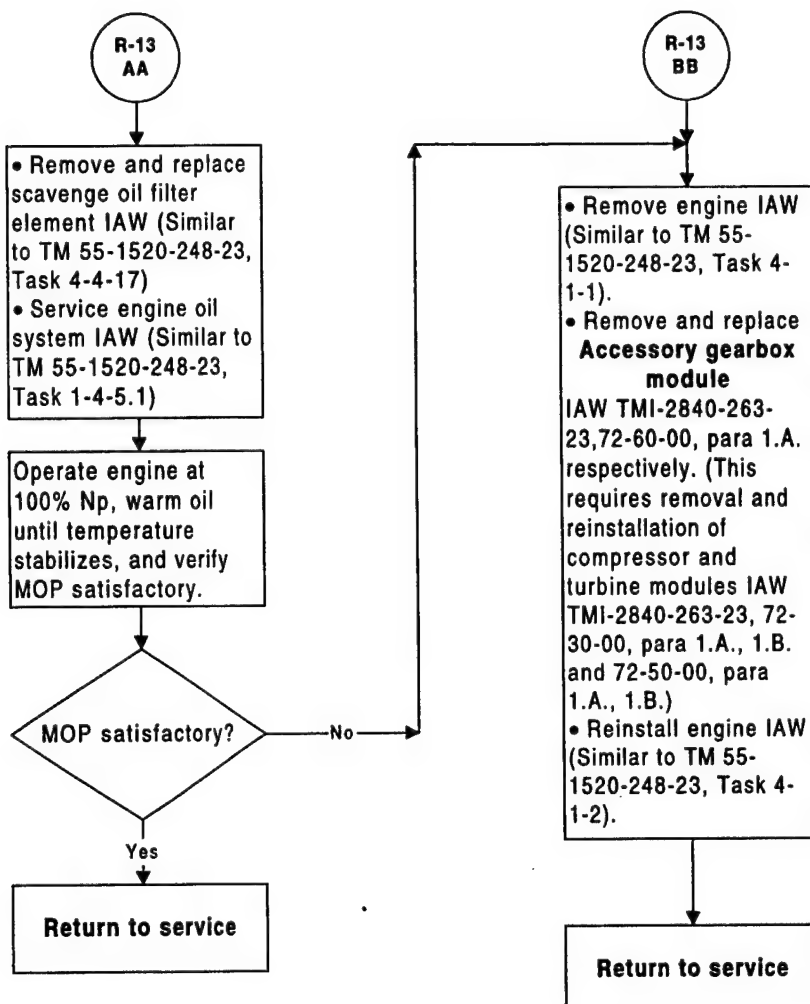 R-13
AA
• Remove and replace
scavenge oil filter
element IAW (Similar
to TM 55-1520-248-23,
Task 4-4-17)
• Service engine oil
system IAW (Similar to
TM 55-1520-248-23,
Task 1-4-5.1)
Operate engine at
100% Np, warm oil
until temperature
stabilizes, and verify
MOP satisfactory.
MOP satisfactory?
No
Yes
Return to service
R-13
BB
• Remove engine IAW
(Similar to TM 55-
1520-248-23, Task 4-
1-1).
• Remove and replace
Accessory gearbox
module
IAW TMI-2840-263-
23,72-60-00, para 1.A.
respectively. (This
requires removal and
reinstallation of
compressor and
turbine modules IAW
TMI-2840-263-23, 72-
30-00, para 1.A., 1.B.
and 72-50-00, para
1.A., 1.B.)
• Reinstall engine IAW
(Similar to TM 55-
1520-248-23, Task 4-
1-2).
Return to service